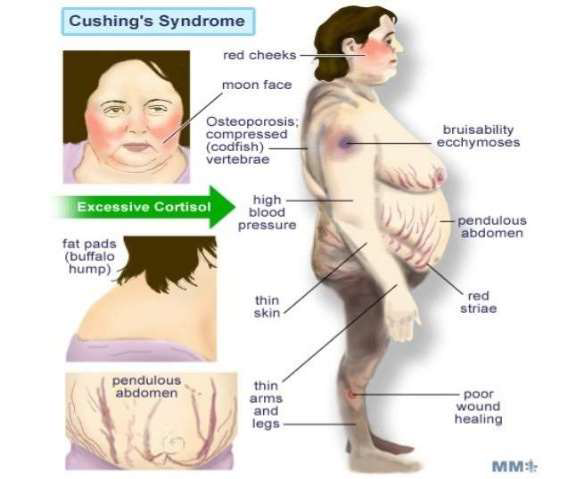 Cushing's Syndrome
red cheeks
moon face
Osteoporosis;
compressed
(codfish)
vertebrae
bruisability
ecchymoses
Excessive Cortisol
high
blood
pressure
pendulous
abdomen
fat pads
(buffalo
hump)
thin
skin
red
striae
pendulous
abdomen
thin
arms
and
legs
poor
wound
healing
MM